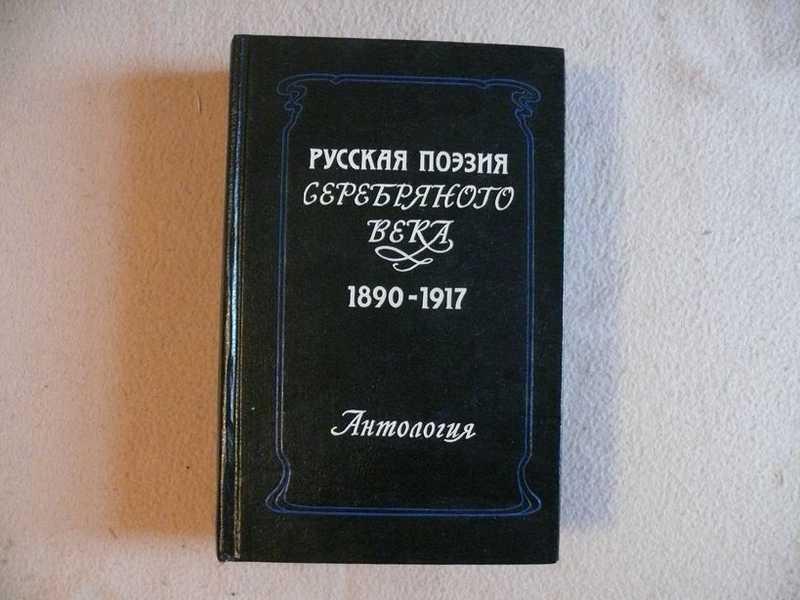 РУССКАЯ ПОЭЗИЯ
СЕРЕБРЯНОГО
ВЕКА
1890-1917
Антология